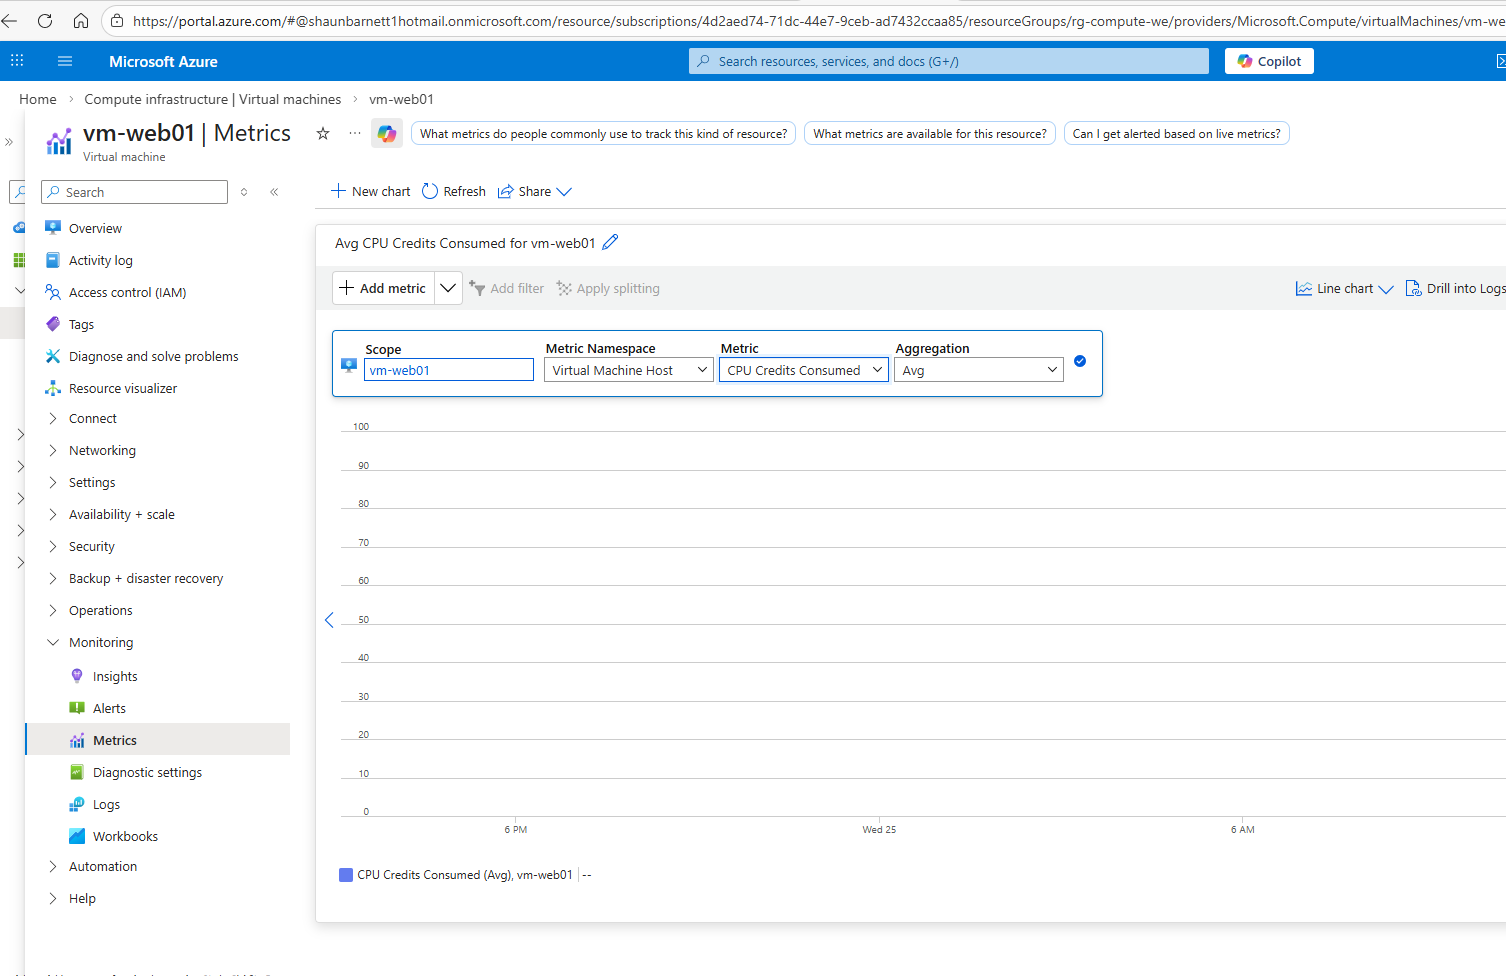 https://portal.azure.com/#@shaunbarnett1hotmail.onmicrosoft.com/resource/subscriptions/4d2aed74-71dc-44e7-9ceb-ad7432ccaa85/resourceGroups/rg-compute-we/providers/Microsoft.Compute/virtualMachines/vm-we
Microsoft Azure
Search resources, services, and docs (G+/)
Copilot
Home > Compute infrastructure | Virtual machines > vm-web01
vm-web01 | Metrics
Virtual machine
What metrics do people commonly use to track this kind of resource?
What metrics are available for this resource?
Can I get alerted based on live metrics?
Search
Overview
Activity log
Access control (IAM)
Tags
Diagnose and solve problems
Resource visualizer
Connect
Networking
Settings
Availability + scale
Security
Backup + disaster recovery
Operations
Monitoring
Insights
Alerts
Metrics
Diagnostic settings
Logs
Workbooks
Automation
Help
New chart
Refresh
Share
Avg CPU Credits Consumed for vm-web01
Add metric
Add filter
Apply splitting
Line chart
Drill into Logs
Scope
vm-web01
Metric Namespace
Virtual Machine Host
Metric
CPU Credits Consumed
Aggregation
Avg
100
90
80
70
60
50
40
30
20
10
0
6 PM
Wed 25
6 AM
CPU Credits Consumed (Avg), vm-web01 | --